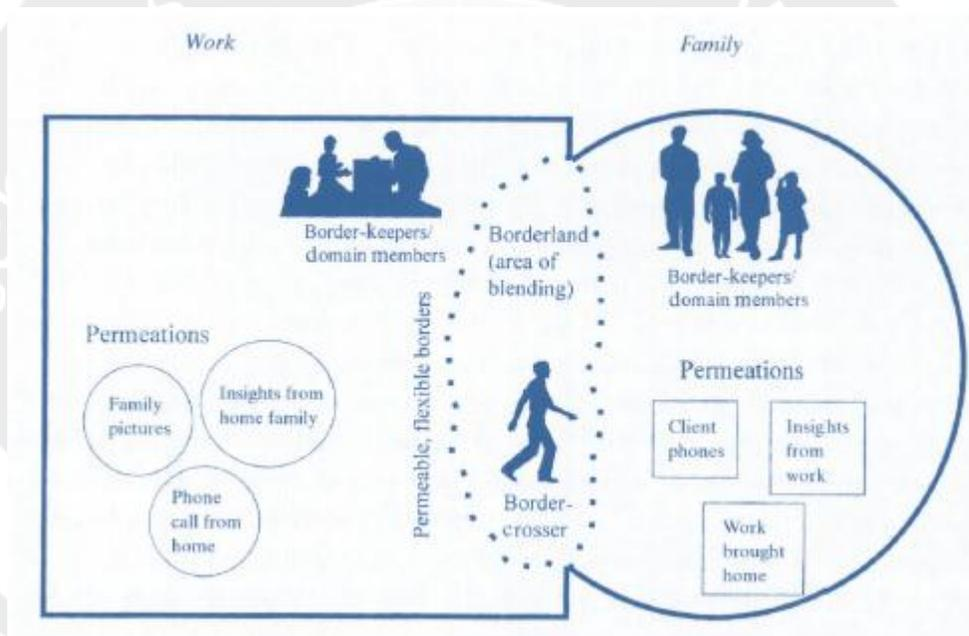 Work
Family
Border-keepers/
domain members
Borderland
(area of
blending)
Border-keepers/
domain members
Permeable, flexible borders
Permeations
Family
pictures
Insights from
home family
Phone
call from
home
Border-
crosser
Permeations
Client
phones
Insights
from
work
Work
brought
home